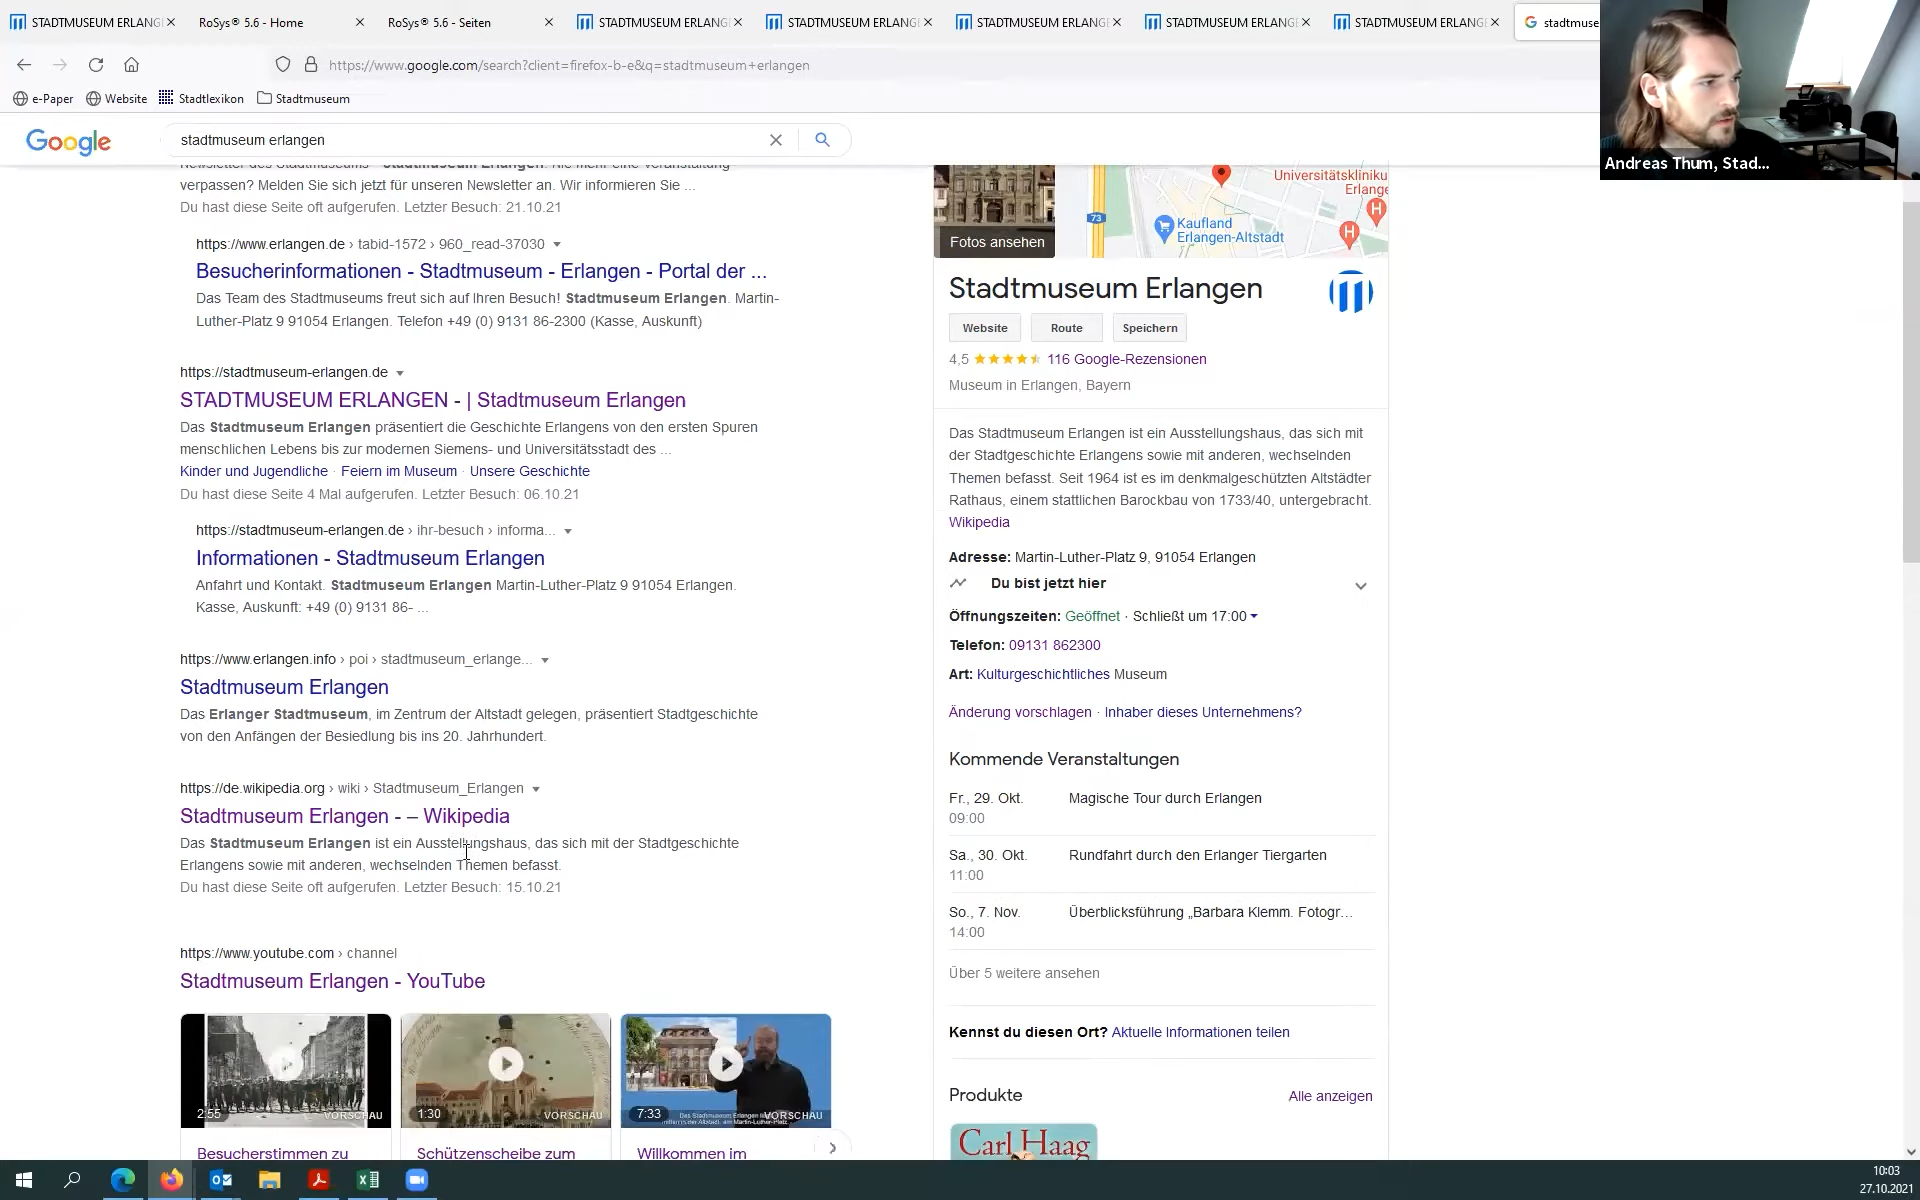 STADTMUSEUM ERLANG
RoSys® 5.6 - Home
RoSys® 5.6 - Seiten
STADTMUSEUM ERLANG
STADTMUSEUM ERLANG
STADTMUSEUM ERLANG
STADTMUSEUM ERLANG
STADTMUSEUM ERLANG
stadtmuse
https://www.google.com/search?client=firefox-b-e&q=stadtmuseum+erlangen
e-Paper
Website
Stadtlexikon
Stadtmuseum
Andreas Thum, Stad...
Google
stadtmuseum erlangen
Newsletter des Stadtmuseums - Stadtmuseum Erlangen. Nie mehr eine Veranstaltung
verpassen? Melden Sie sich jetzt für unseren Newsletter an. Wir informieren Sie ...
Du hast diese Seite oft aufgerufen. Letzter Besuch: 21.10.21
https://www.erlangen.de › tabid-1572 › 960_read-37030
Besucherinformationen - Stadtmuseum - Erlangen - Portal der ...
Das Team des Stadtmuseums freut sich auf Ihren Besuch! Stadtmuseum Erlangen. Martin-
Luther-Platz 9 91054 Erlangen. Telefon +49 (0) 9131 86-2300 (Kasse, Auskunft)
https://stadtmuseum-erlangen.de
STADTMUSEUM ERLANGEN - | Stadtmuseum Erlangen
Das Stadtmuseum Erlangen präsentiert die Geschichte Erlangens von den ersten Spuren
menschlichen Lebens bis zur modernen Siemens- und Universitätsstadt des ...
Kinder und Jugendliche · Feiern im Museum · Unsere Geschichte
Du hast diese Seite 4 Mal aufgerufen. Letzter Besuch: 06.10.21
https://stadtmuseum-erlangen.de › ihr-besuch › informa...
Informationen - Stadtmuseum Erlangen
Anfahrt und Kontakt. Stadtmuseum Erlangen Martin-Luther-Platz 9 91054 Erlangen.
Kasse, Auskunft: +49 (0) 9131 86- ...
https://www.erlangen.info › poi › stadtmuseum_erlange...
Stadtmuseum Erlangen
Das Erlanger Stadtmuseum, im Zentrum der Altstadt gelegen, präsentiert Stadtgeschichte
von den Anfängen der Besiedlung bis ins 20. Jahrhundert.
https://de.wikipedia.org › wiki › Stadtmuseum_Erlangen
Stadtmuseum Erlangen - – Wikipedia
Das Stadtmuseum Erlangen ist ein Ausstellungshaus, das sich mit der Stadtgeschichte
Erlangens sowie mit anderen, wechselnden Themen befasst.
Du hast diese Seite oft aufgerufen. Letzter Besuch: 15.10.21
https://www.youtube.com › channel
Stadtmuseum Erlangen - YouTube
2:55 VORSCHAU
1:30 VORSCHAU
7:33 VORSCHAU
Besucherstimmen zu
Schützenscheibe zum
Willkommen im
Fotos ansehen
73
Universitätskliniku
Erlange
H
H
Kaufland
Erlangen-Altstadt
Stadtmuseum Erlangen
Website
Route
Speichern
4,5 116 Google-Rezensionen
Museum in Erlangen, Bayern
Das Stadtmuseum Erlangen ist ein Ausstellungshaus, das sich mit
der Stadtgeschichte Erlangens sowie mit anderen, wechselnden
Themen befasst. Seit 1964 ist es im denkmalgeschützten Altstädter
Rathaus, einem stattlichen Barockbau von 1733/40, untergebracht.
Wikipedia
Adresse: Martin-Luther-Platz 9, 91054 Erlangen
Du bist jetzt hier
Öffnungszeiten: Geöffnet · Schließt um 17:00
Telefon: 09131 862300
Art: Kulturgeschichtliches Museum
Änderung vorschlagen · Inhaber dieses Unternehmens?
Kommende Veranstaltungen
Fr., 29. Okt. Magische Tour durch Erlangen
09:00
Sa., 30. Okt. Rundfahrt durch den Erlanger Tiergarten
11:00
So., 7. Nov. Überblicksführung „Barbara Klemm. Fotogr...
14:00
Über 5 weitere ansehen
Kennst du diesen Ort? Aktuelle Informationen teilen
Produkte
Alle anzeigen
Carl Haag
10:03
27.10.2021